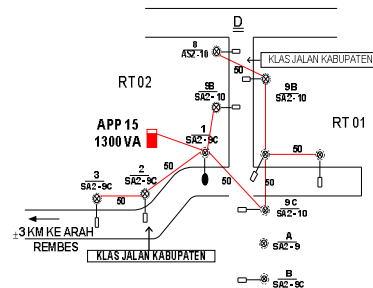 D
8
AS2-10
KLAS JALAN KABUPATEN
50
RT 02
9B
SA2-10
9B
SA2-10
APP 15
1300 VA
1
SA2-9C
RT 01
50
50
3
SA2-9C
2
SA2-9C
50
50
9C
SA2-10
±3 KM KE ARAH
REMBES
KLAS JALAN KABUPATEN
A
SA2-9
B
SA2-9C